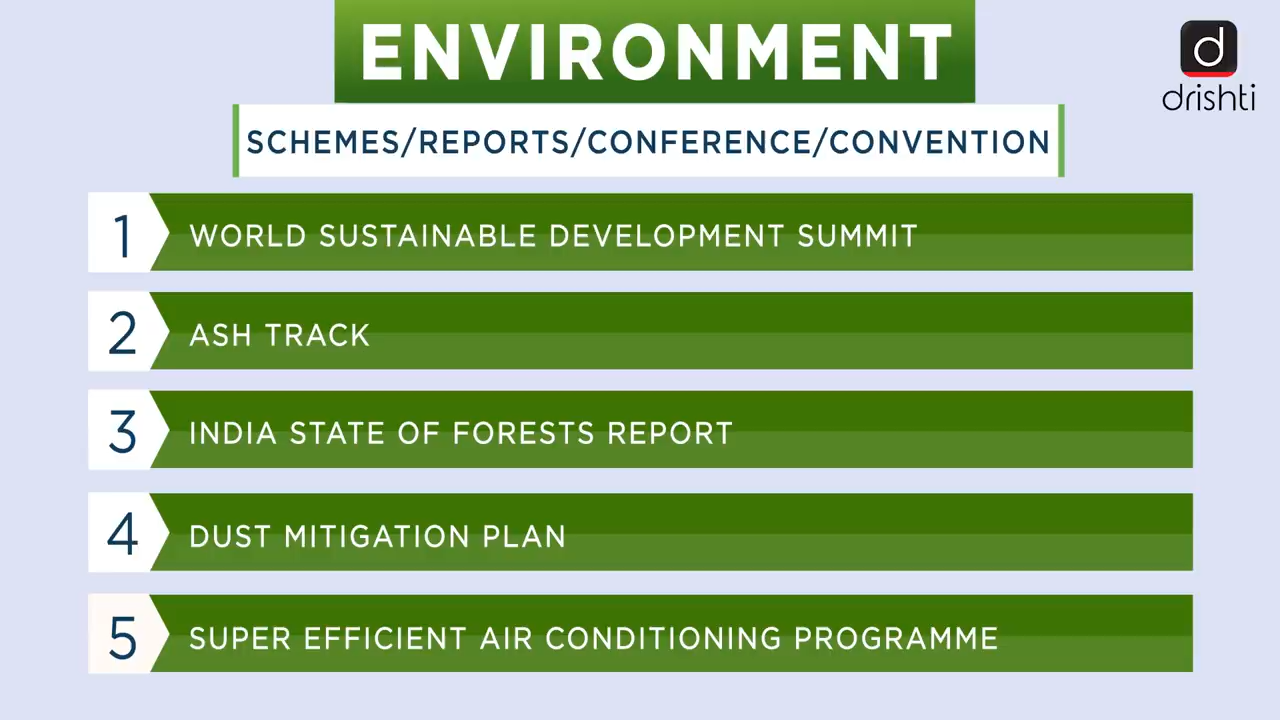 ENVIRONMENT
d
drishti
SCHEMES/REPORTS/CONFERENCE/CONVENTION
1 WORLD SUSTAINABLE DEVELOPMENT SUMMIT
2 ASH TRACK
3 INDIA STATE OF FORESTS REPORT
4 DUST MITIGATION PLAN
5 SUPER EFFICIENT AIR CONDITIONING PROGRAMME